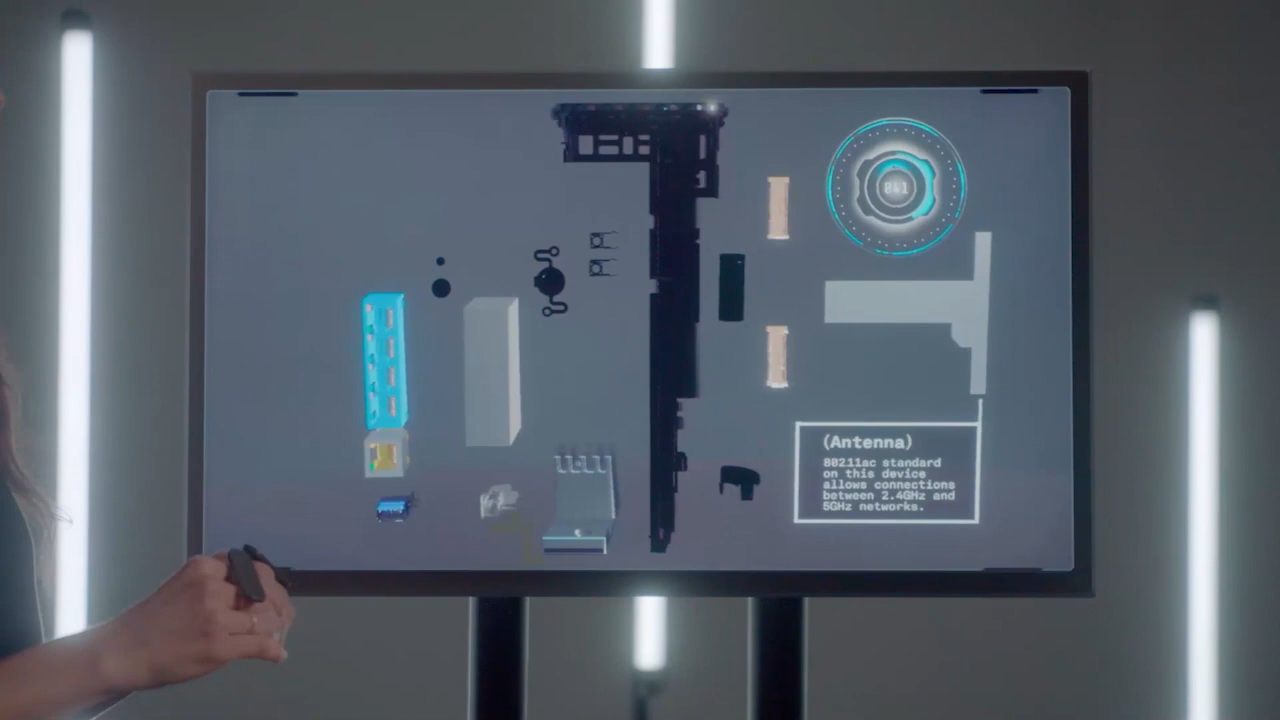 841
(Antenna)
80211ac standard
on this device
allows connections
between 2.4GHz and
5GHz networks.